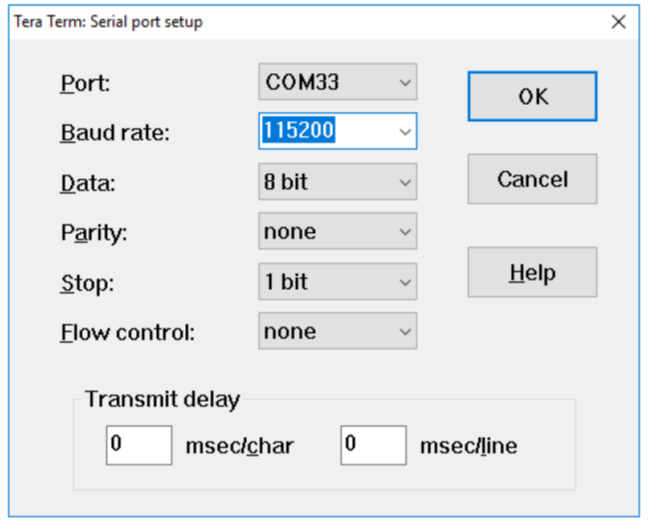 Tera Term: Serial port setup
Port: COM33
OK
Baud rate: 115200
Data: 8 bit
Cancel
Parity: none
Stop: 1 bit
Help
Flow control: none
Transmit delay
0 msec/char 0 msec/line